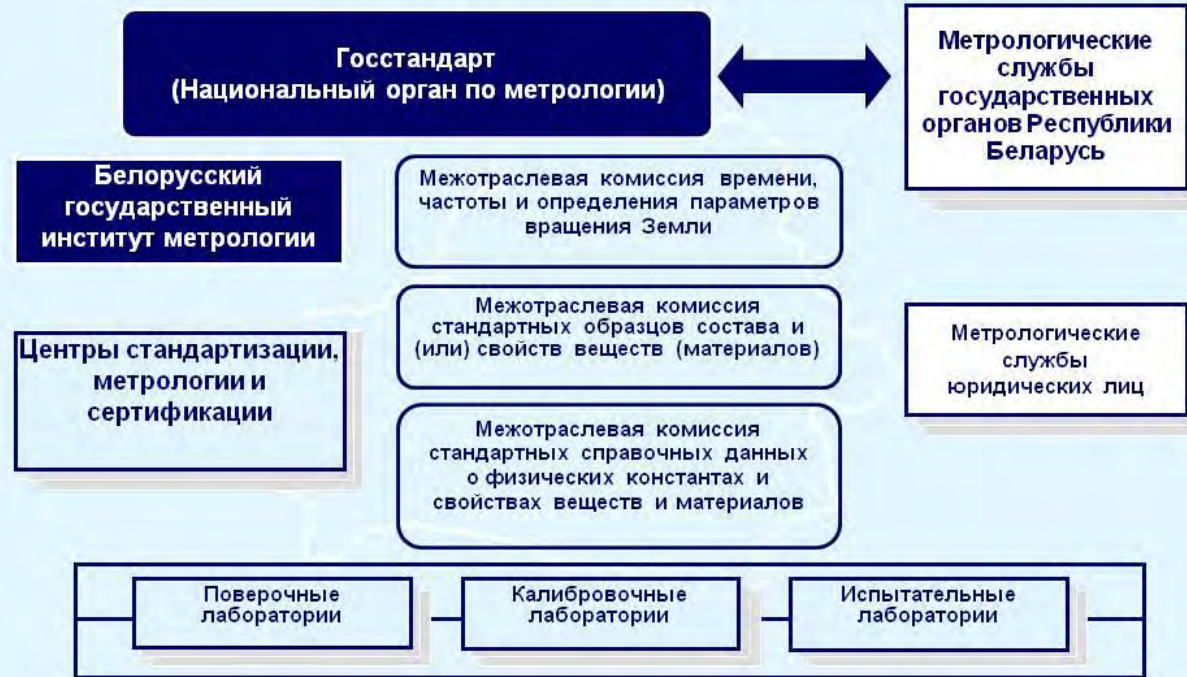 Госстандарт
(Национальный орган по метрологии)
Метрологические
службы
государственных
органов Республики
Беларусь
Белорусский
государственный
институт метрологии
Межотраслевая комиссия времени,
частоты и определения параметров
вращения Земли
Межотраслевая комиссия
стандартных образцов состава и
(или) свойств веществ (материалов)
Центры стандартизации,
метрологии и
сертификации
Метрологические
службы
юридических лиц
Межотраслевая комиссия
стандартных справочных данных
о физических константах и
свойствах веществ и материалов
Поверочные
лаборатории
Калибровочные
лаборатории
Испытательные
лаборатории